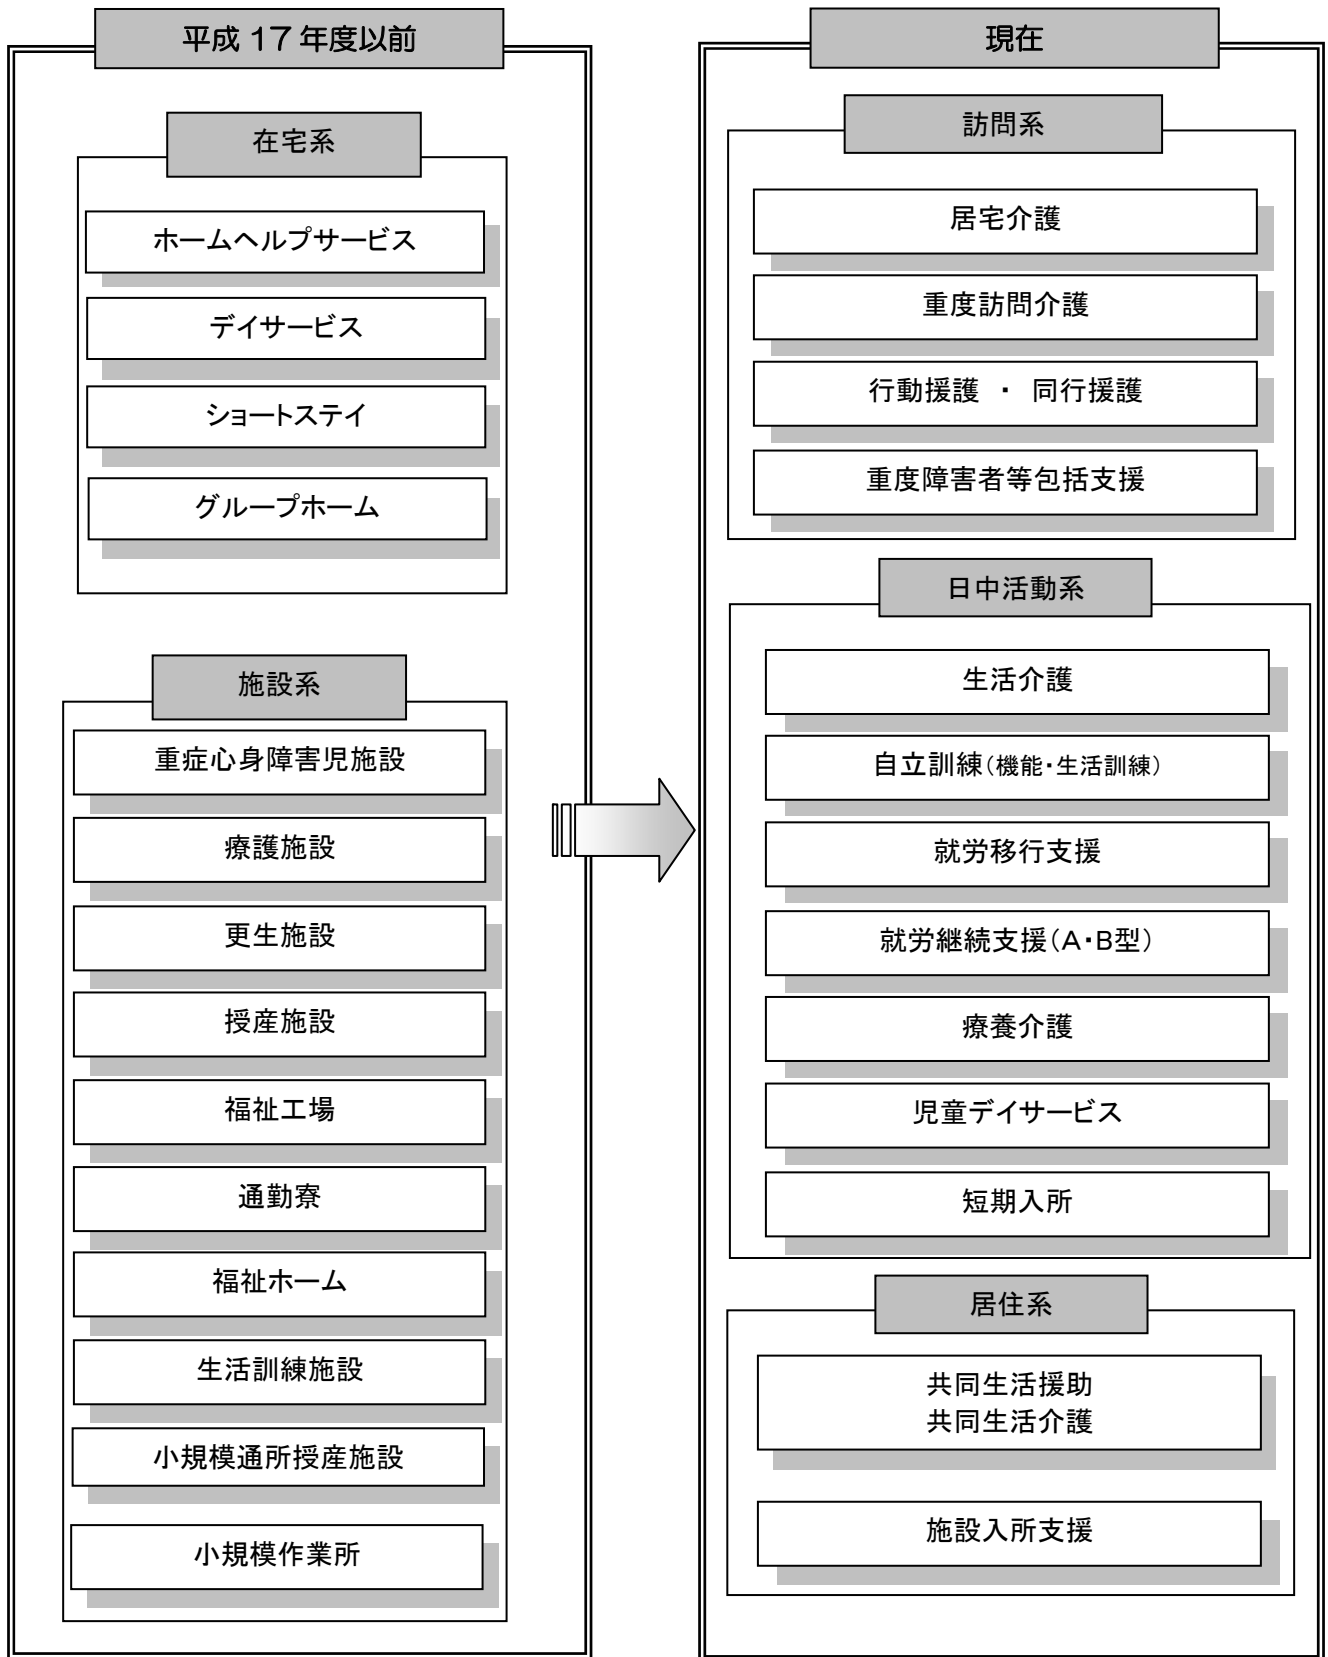 平成 17 年度以前
在宅系
ホームヘルプサービス
デイサービス
ショートステイ
グループホーム
施設系
重症心身障害児施設
療護施設
更生施設
授産施設
福祉工場
通勤寮
福祉ホーム
生活訓練施設
小規模通所授産施設
小規模作業所
現在
訪問系
居宅介護
重度訪問介護
行動援護 ・ 同行援護
重度障害者等包括支援
日中活動系
生活介護
自立訓練（機能・生活訓練）
就労移行支援
就労継続支援（A・B型）
療養介護
児童デイサービス
短期入所
居住系
共同生活援助
共同生活介護
施設入所支援